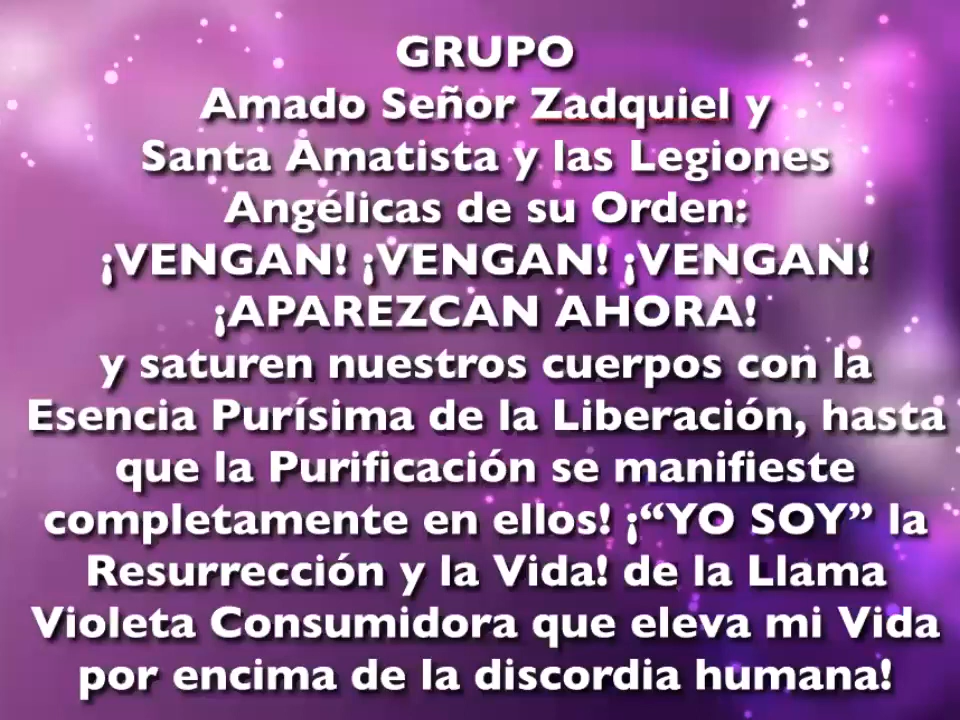 GRUPO
Amado Señor Zadquiel y
Santa Amatista y las Legiones
Angélicas de su Orden:
¡VENGAN! ¡VENGAN! ¡VENGAN!
¡APAREZCAN AHORA!
y saturen nuestros cuerpos con la
Esencia Purísima de la Liberación, hasta
que la Purificación se manifieste
completamente en ellos! ¡“YO SOY” la
Resurrección y la Vida! de la Llama
Violeta Consumidora que eleva mi Vida
por encima de la discordia humana!